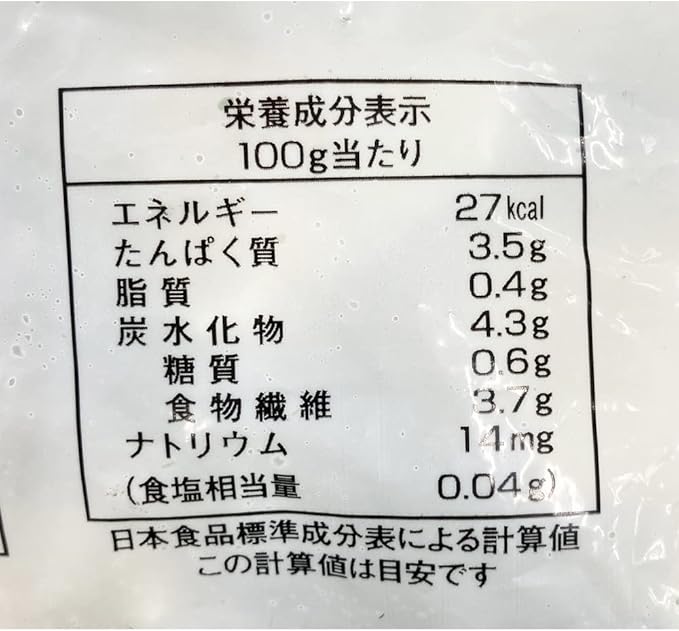 栄養成分表示
100g当たり
エネルギー 27kcal
たんぱく質 3.5g
脂質 0.4g
炭水化物 4.3g
糖質 0.6g
食物繊維 3.7g
ナトリウム 14mg
(食塩相当量 0.04g)
日本食品標準成分表による計算値
この計算値は目安です